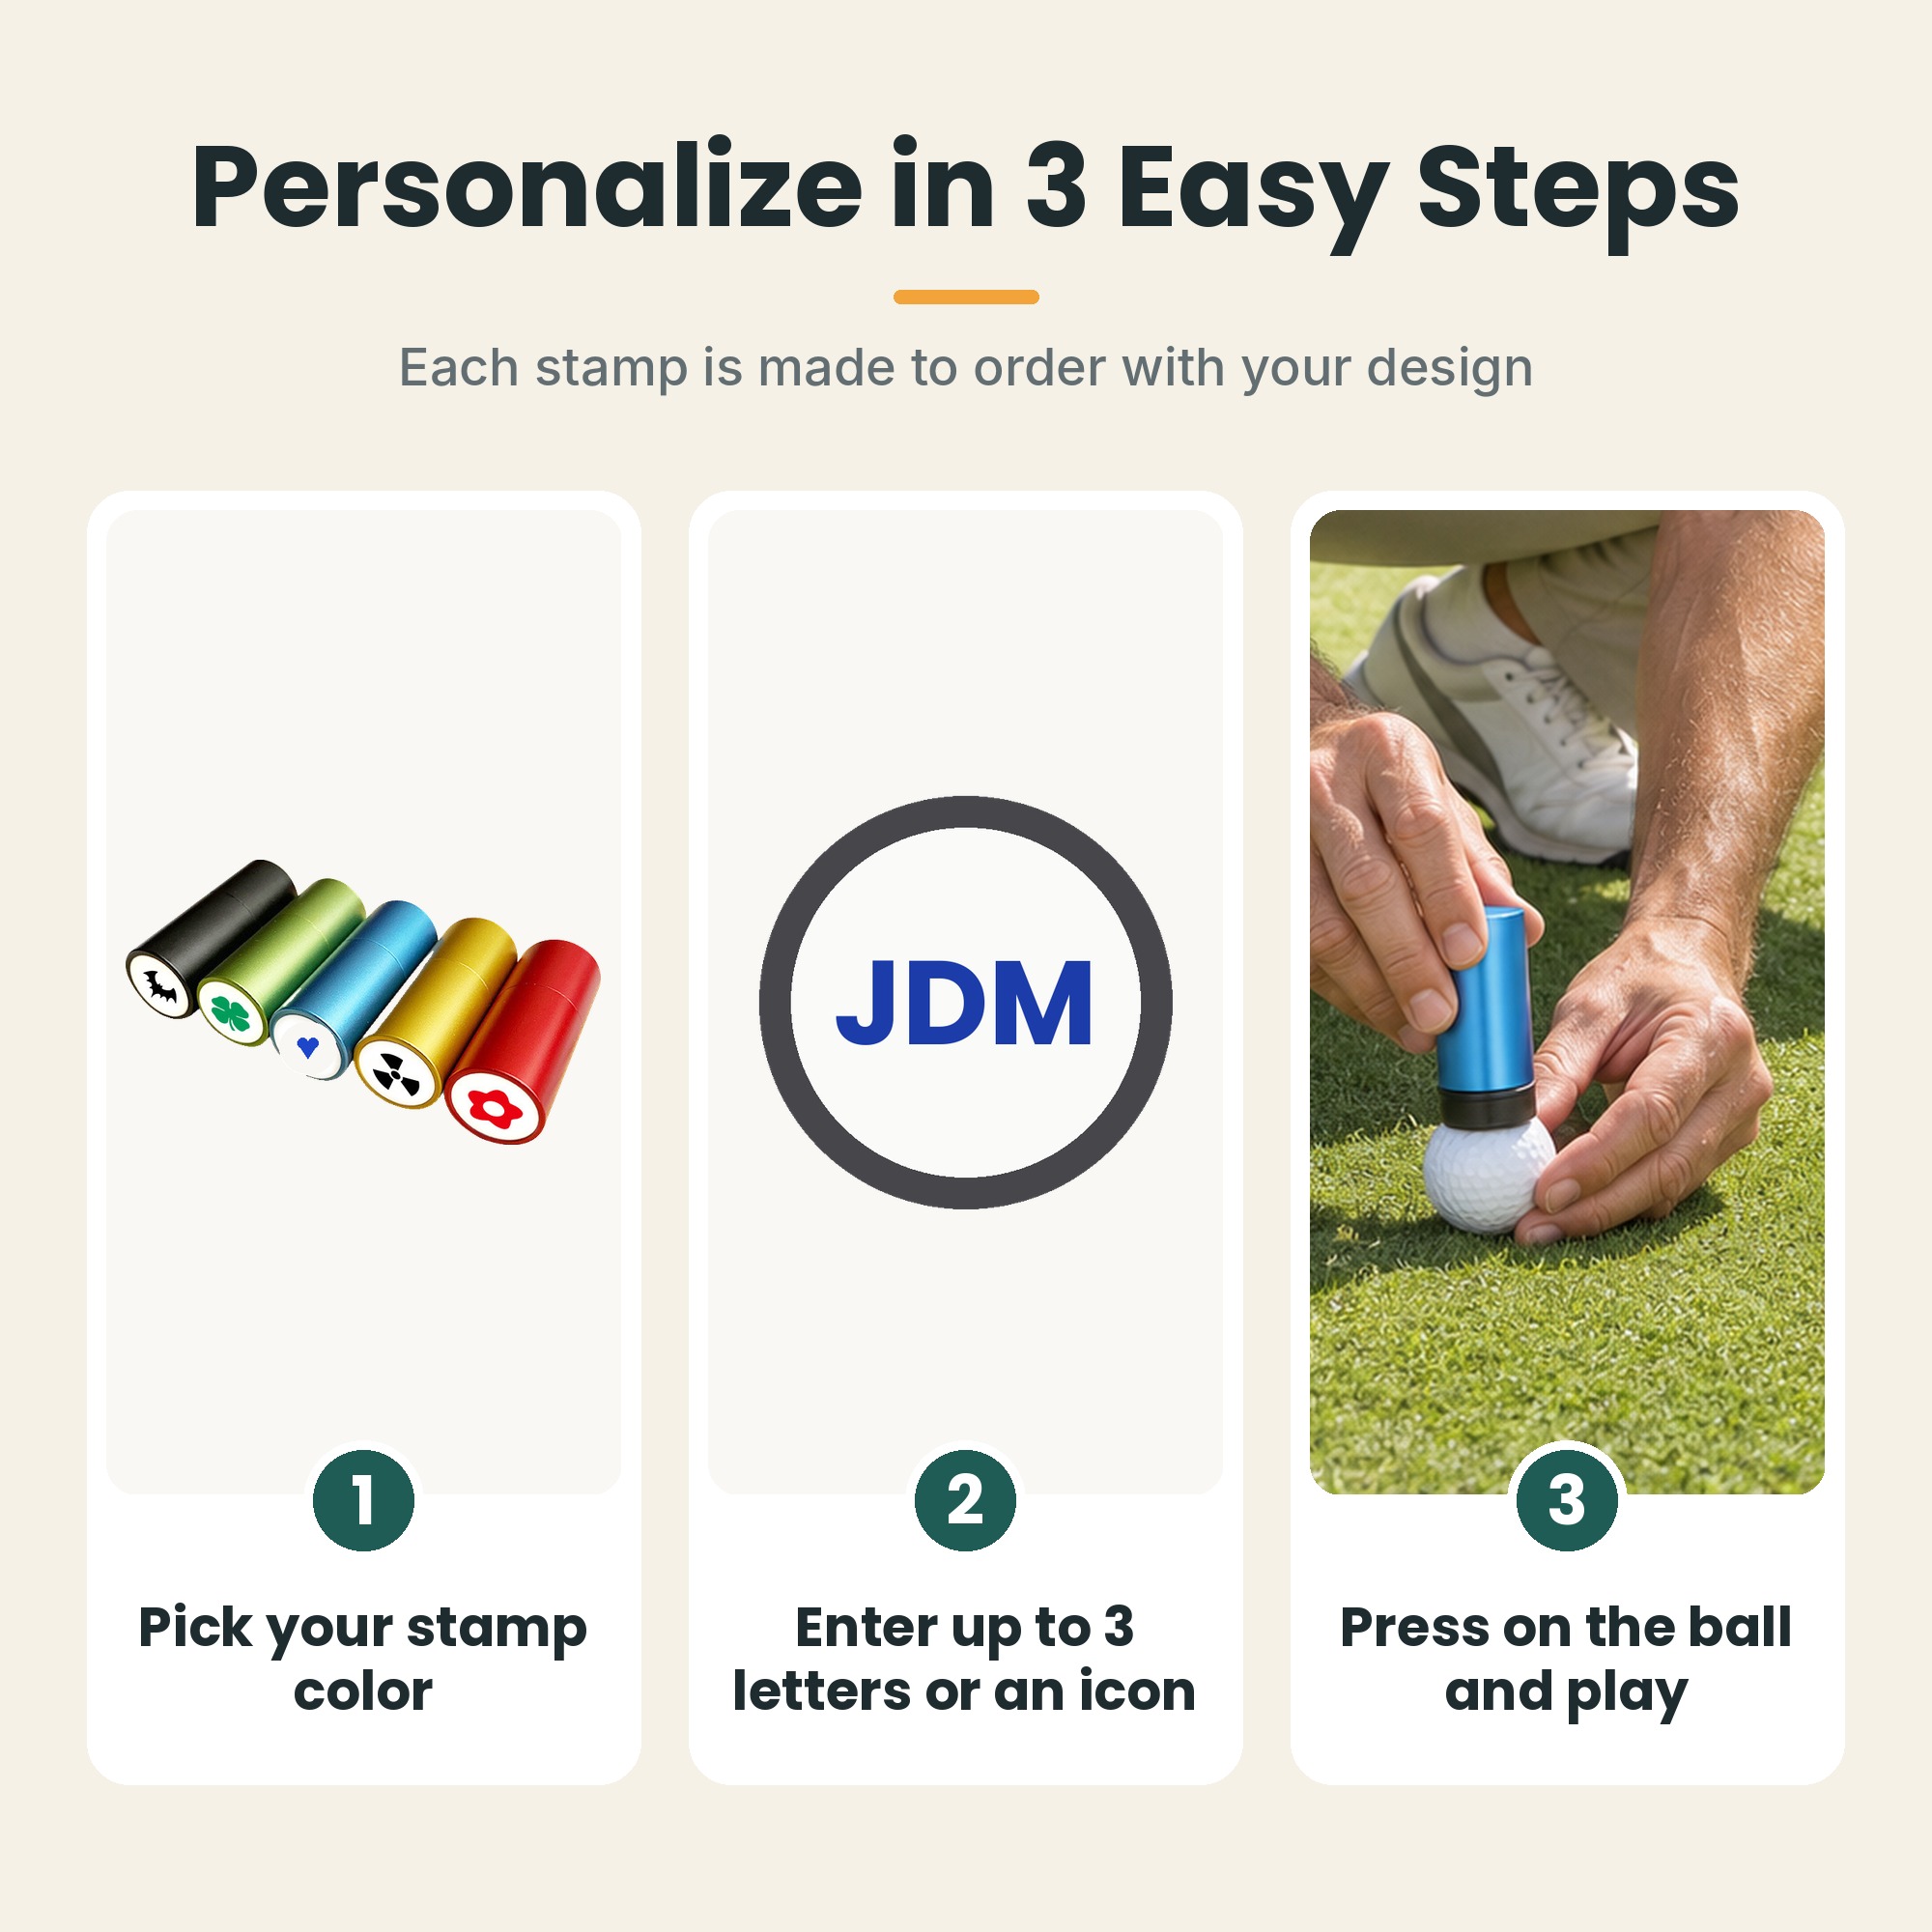 Personalize in 3 Easy Steps
Each stamp is made to order with your design
JDM
1
2
3
Pick your stamp
color
Enter up to 3
letters or an icon
Press on the ball
and play